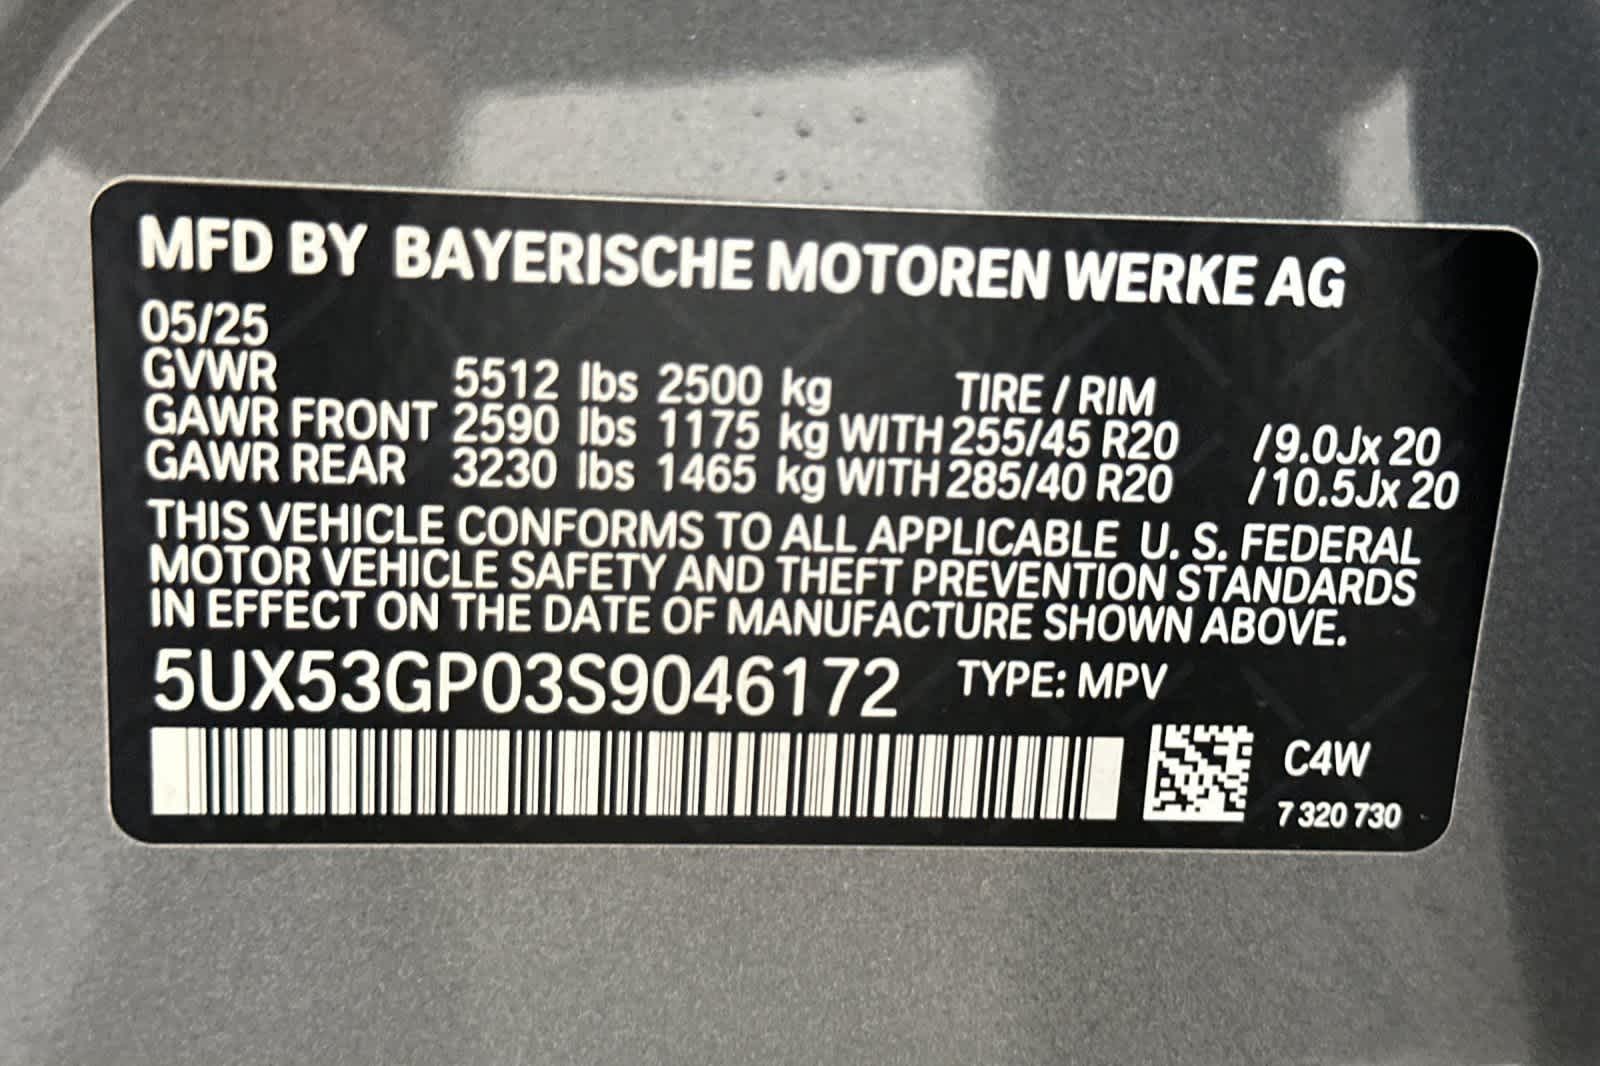 MFD BY BAYERISCHE MOTOREN WERKE AG
05/25
GVWR 5512 lbs 2500 kg TIRE / RIM
GAWR FRONT 2590 lbs 1175 kg WITH 255/45 R20 /9.0Jx 20
GAWR REAR 3230 lbs 1465 kg WITH 285/40 R20 /10.5Jx 20
THIS VEHICLE CONFORMS TO ALL APPLICABLE U. S. FEDERAL
MOTOR VEHICLE SAFETY AND THEFT PREVENTION STANDARDS
IN EFFECT ON THE DATE OF MANUFACTURE SHOWN ABOVE.
5UX53GP03S9046172 TYPE: MPV
C4W
7 320 730